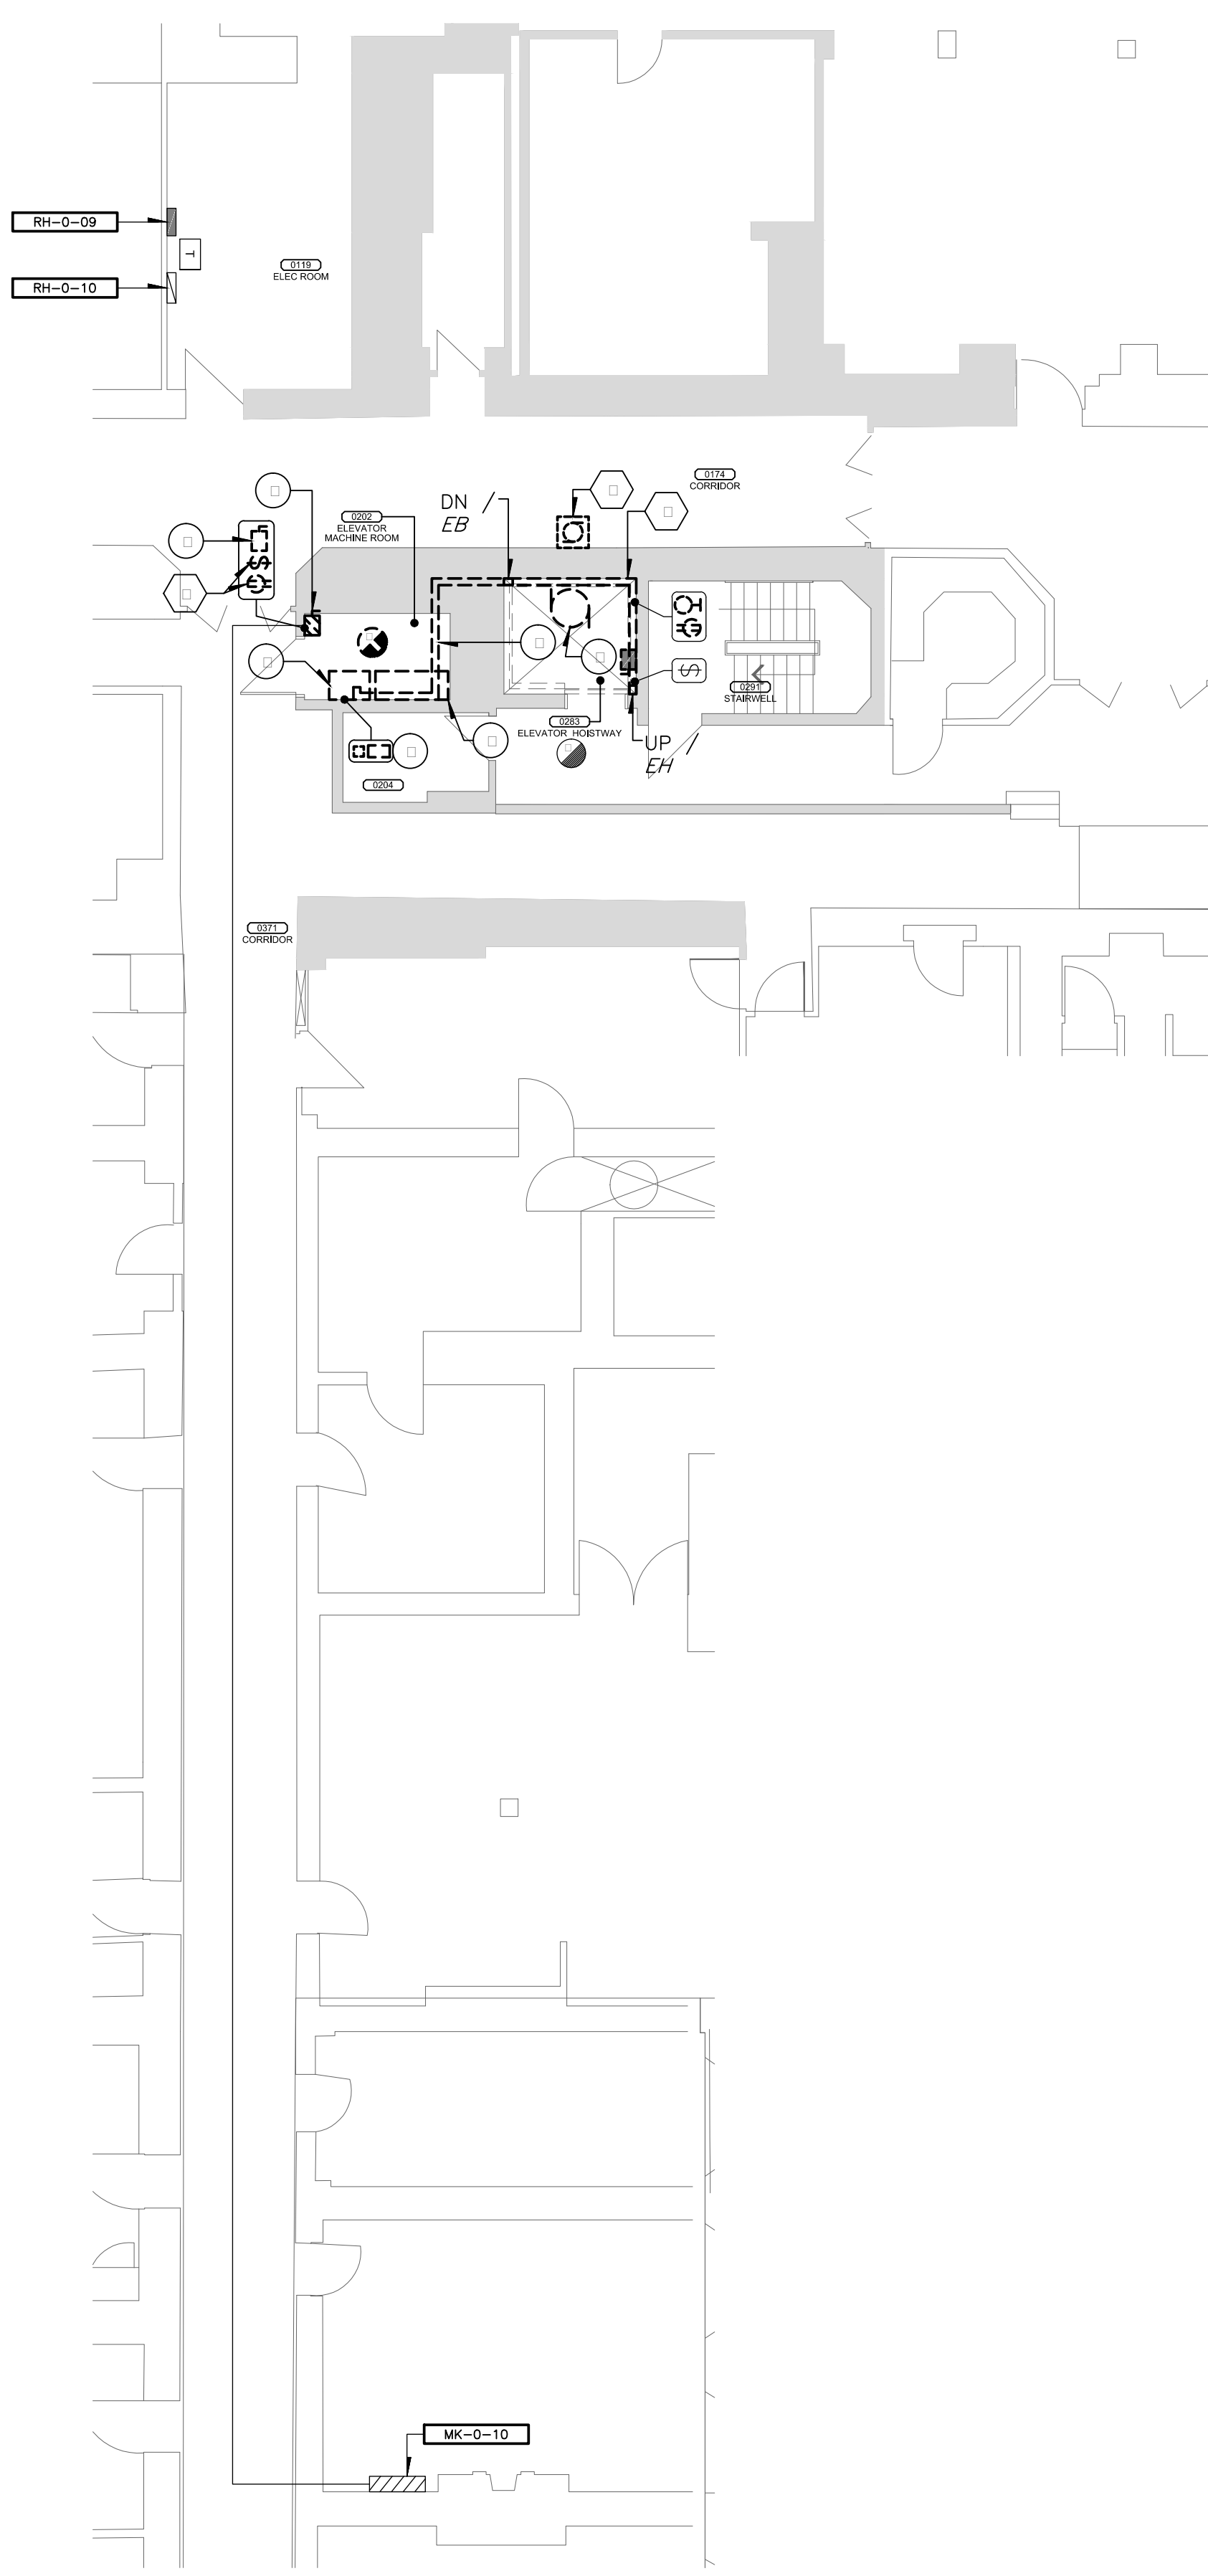 RH-0-09
T
RH-0-10
0119
ELEC ROOM
0174
CORRIDOR
DN
EB
0202
ELEVATOR
MACHINE ROOM
S
S
0291
STAIRWELL
0283
ELEVATOR HOISTWAY
UP
EH
0204
0371
CORRIDOR
MK-0-10